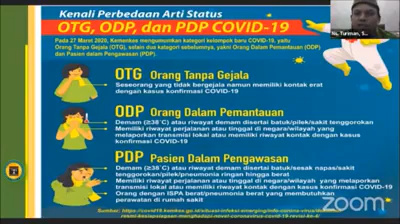 Kenali Perbedaan Arti Status
OTG, ODP, dan PDP COVID-19
Pada 27 Maret 2020, Kemenkes mengumumkan kategori kelompok baru COVID-19, yaitu
Orang Tanpa Gejala (OTG), selain dua kategori sebelumnya, yakni Orang Dalam Pemantauan (ODP)
dan Pasien dalam Pengawasan (PDP).
OTG Orang Tanpa Gejala
Seseorang yang tidak bergejala namun memiliki kontak erat
dengan kasus konfirmasi COVID-19
ODP Orang Dalam Pemantauan
Demam (≥38°C) atau riwayat demam disertai batuk/pilek/sakit tenggorokan
Memiliki riwayat perjalanan atau tinggal di negara/wilayah yang
melaporkan transmisi lokal atau memiliki kontak dengan kasus
konfirmasi COVID-19
PDP Pasien Dalam Pengawasan
Demam (≥38°C) atau riwayat demam disertai batuk/sesak napas/sakit
tenggorokan/pilek/pneumonia ringan hingga berat
Memiliki riwayat perjalanan atau tinggal di negara/wilayah yang
melaporkan transmisi lokal atau memiliki riwayat kontak dengan kasus
konfirmasi COVID-19
Orang dengan ISPA berat/pneumonia berat yang membutuhkan
perawatan di rumah sakit
zoom